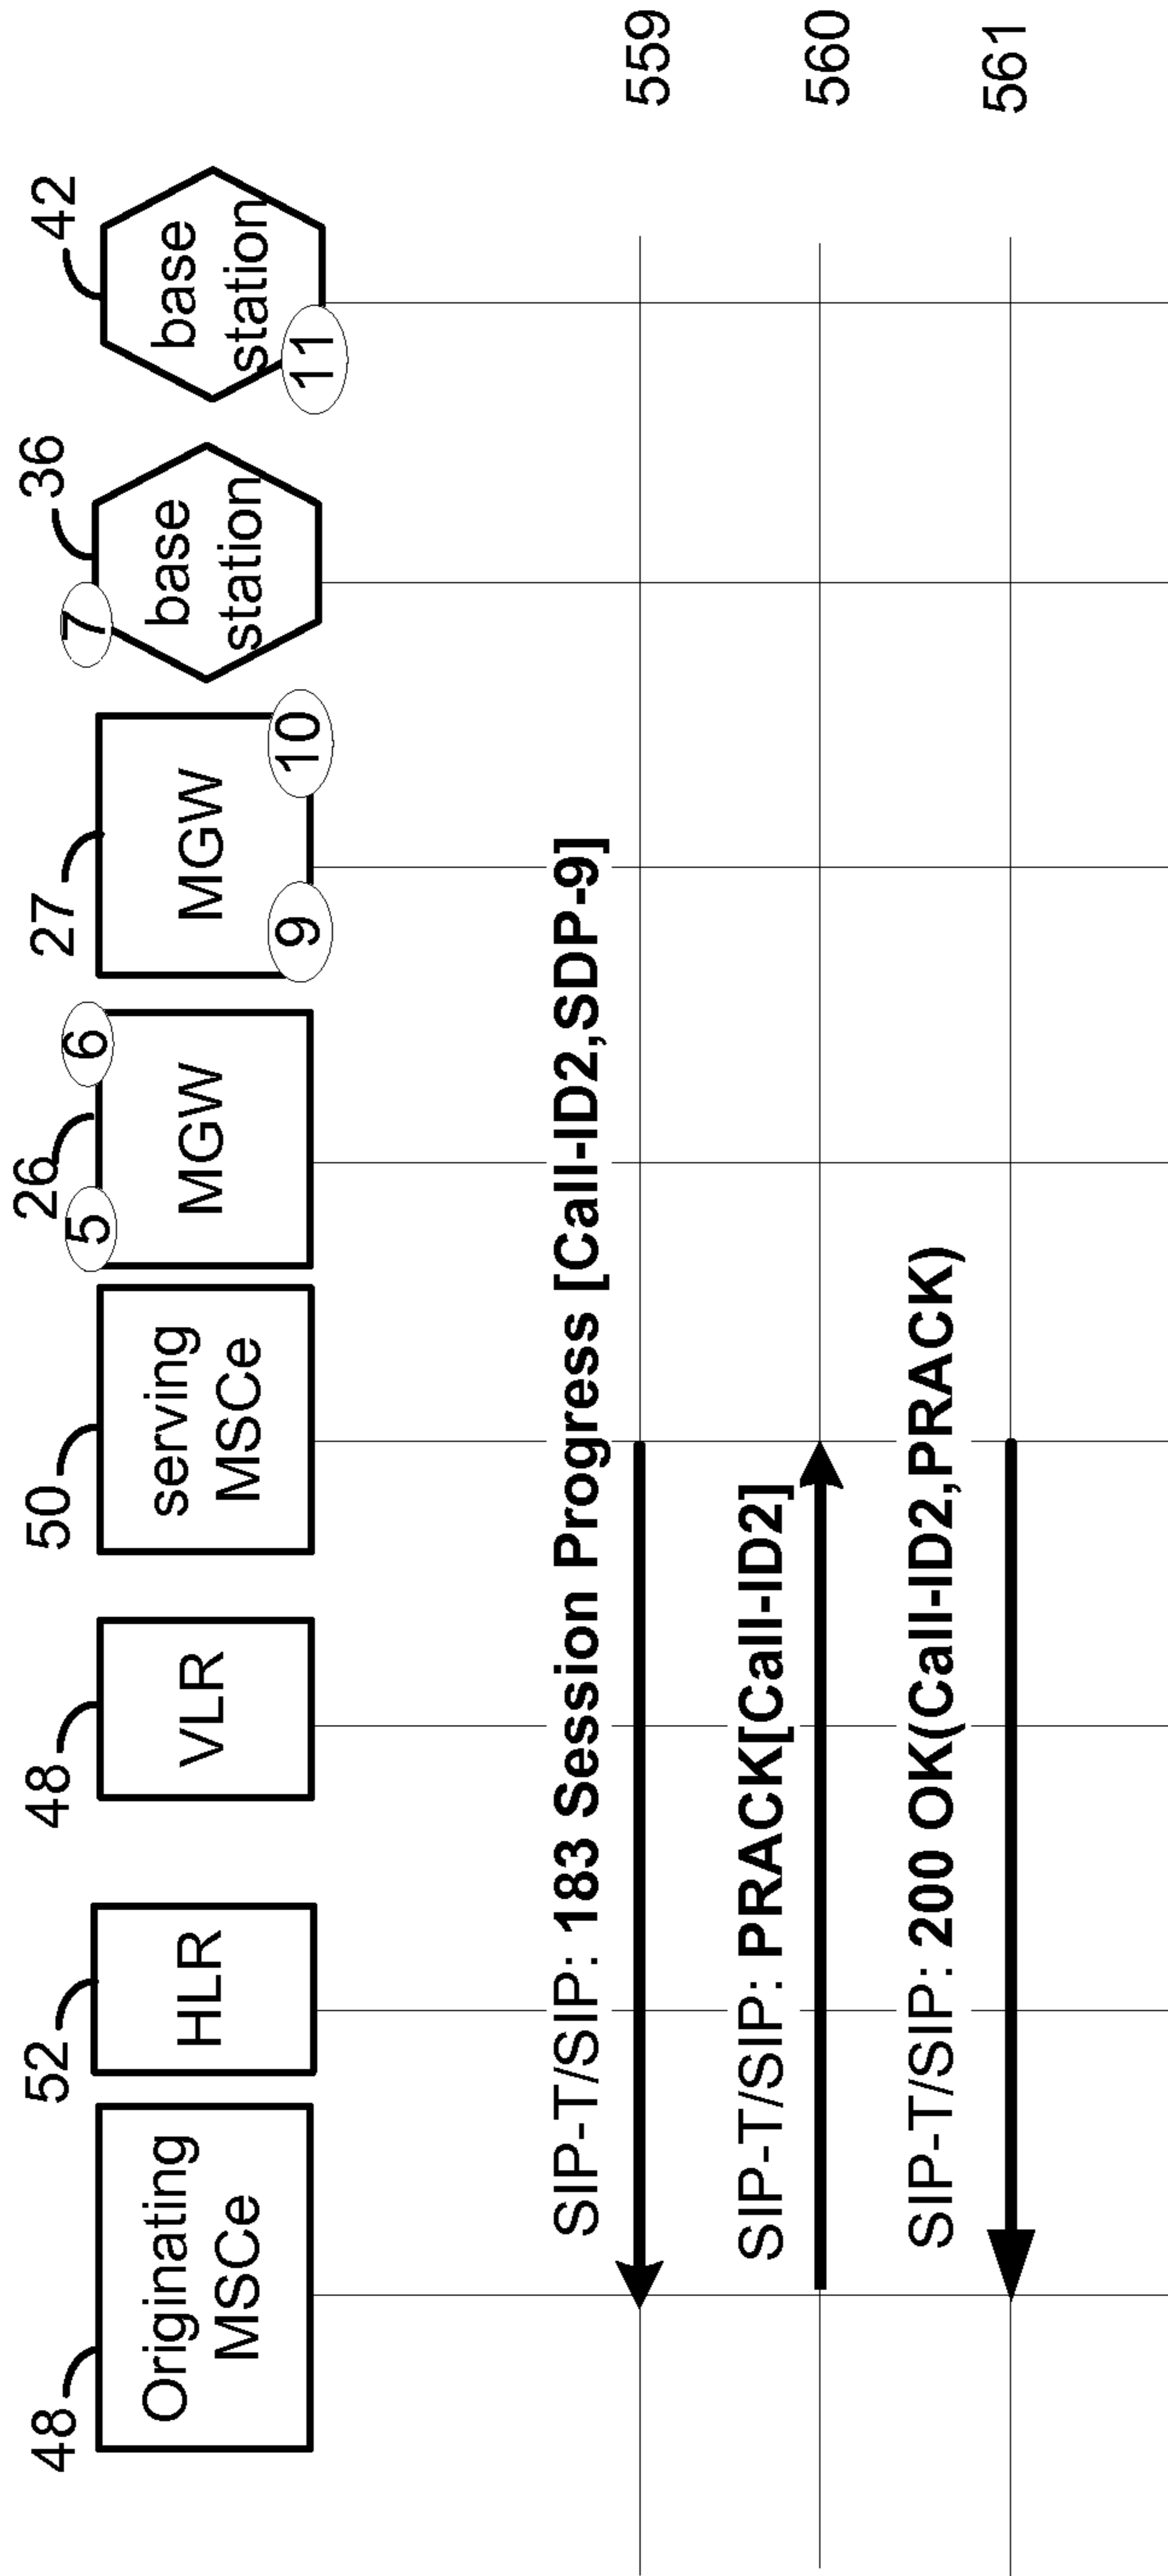 48
52
48
50
26
27
36
42
5
6
7
Originating
MSCe
HLR
VLR
serving
MSCe
MGW
MGW
base
station
base
station
9
10
11
SIP-T/SIP: 183 Session Progress [Call-ID2,SDP-9]
559
SIP-T/SIP: PRACK[Call-ID2]
560
SIP-T/SIP: 200 OK(Call-ID2,PRACK)
561